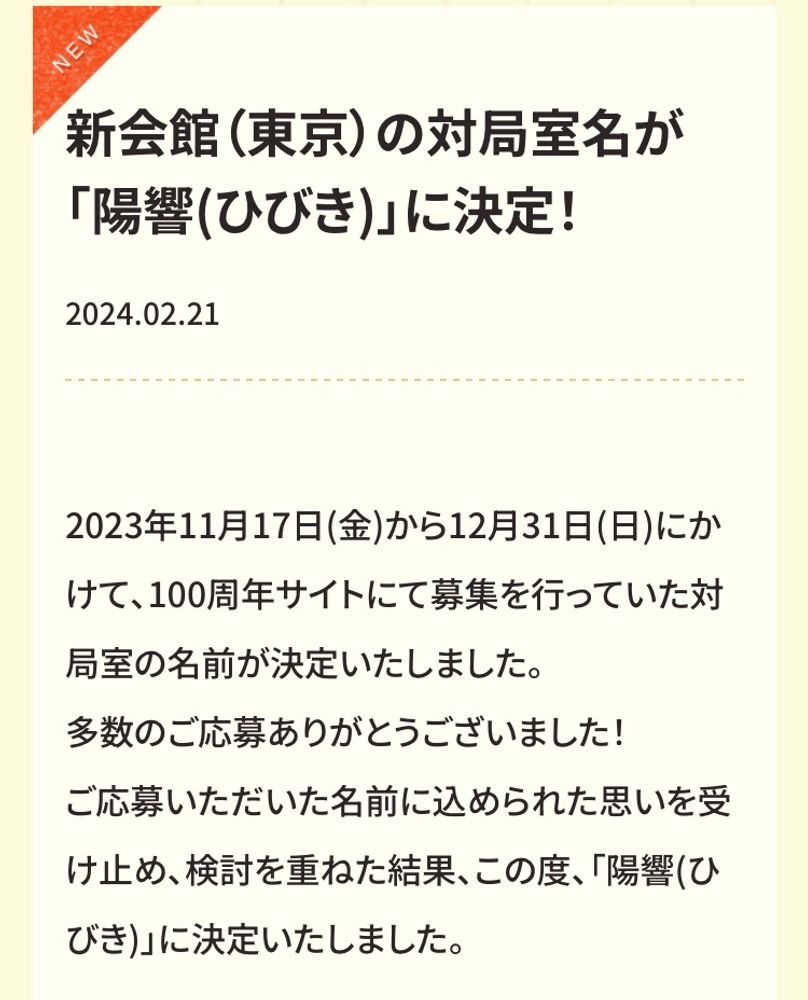 NEW
新会館（東京）の対局室名が
「陽響(ひびき)」に決定！
2024.02.21
2023年11月17日(金)から12月31日(日)にか
けて、100周年サイトにて募集を行っていた対
局室の名前が決定いたしました。
多数のご応募ありがとうございました！
ご応募いただいた名前に込められた思いを受
け止め、検討を重ねた結果、この度、「陽響(ひ
びき)」に決定いたしました。